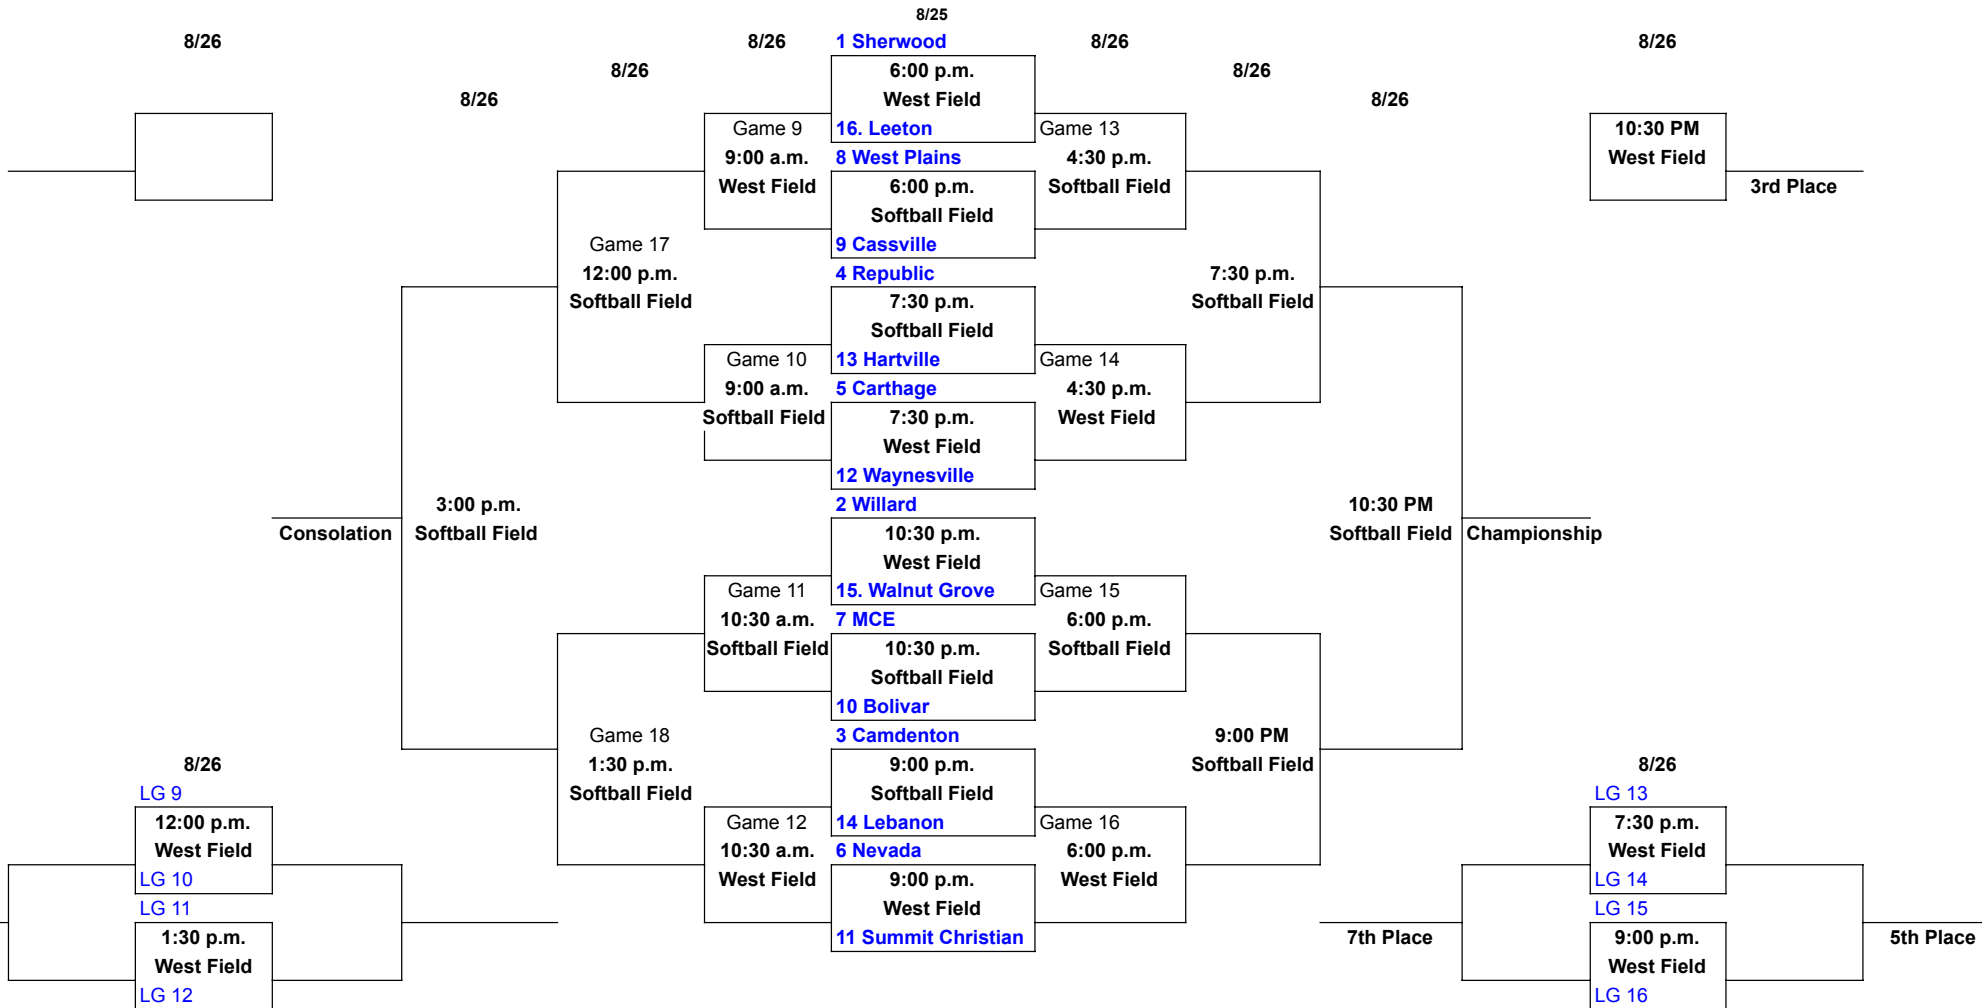 8/25
8/26 8/26 1 Sherwood 8/26 8/26
8/26 6:00 p.m. 8/26
8/26 West Field 8/26
Game 9 16. Leeton Game 13 10:30 PM
9:00 a.m. 8 West Plains 4:30 p.m. West Field
West Field 6:00 p.m. Softball Field 3rd Place
Softball Field
Game 17 9 Cassville
12:00 p.m. 4 Republic 7:30 p.m.
Softball Field 7:30 p.m. Softball Field
Softball Field
Game 10 13 Hartville Game 14
9:00 a.m. 5 Carthage 4:30 p.m.
Softball Field 7:30 p.m. West Field
West Field
12 Waynesville
3:00 p.m. 2 Willard 10:30 PM
Consolation Softball Field 10:30 p.m. Softball Field Championship
West Field
Game 11 15. Walnut Grove Game 15
10:30 a.m. 7 MCE 6:00 p.m.
Softball Field 10:30 p.m. Softball Field
Softball Field
10 Bolivar
Game 18 3 Camdenton 9:00 PM
8/26 1:30 p.m. 9:00 p.m. Softball Field 8/26
LG 9 Softball Field Softball Field LG 13
12:00 p.m. Game 12 14 Lebanon Game 16 7:30 p.m.
West Field 10:30 a.m. 6 Nevada 6:00 p.m. West Field
LG 10 West Field 9:00 p.m. West Field LG 14
LG 11 West Field LG 15
1:30 p.m. 11 Summit Christian 7th Place 9:00 p.m. 5th Place
West Field West Field
LG 12 LG 16